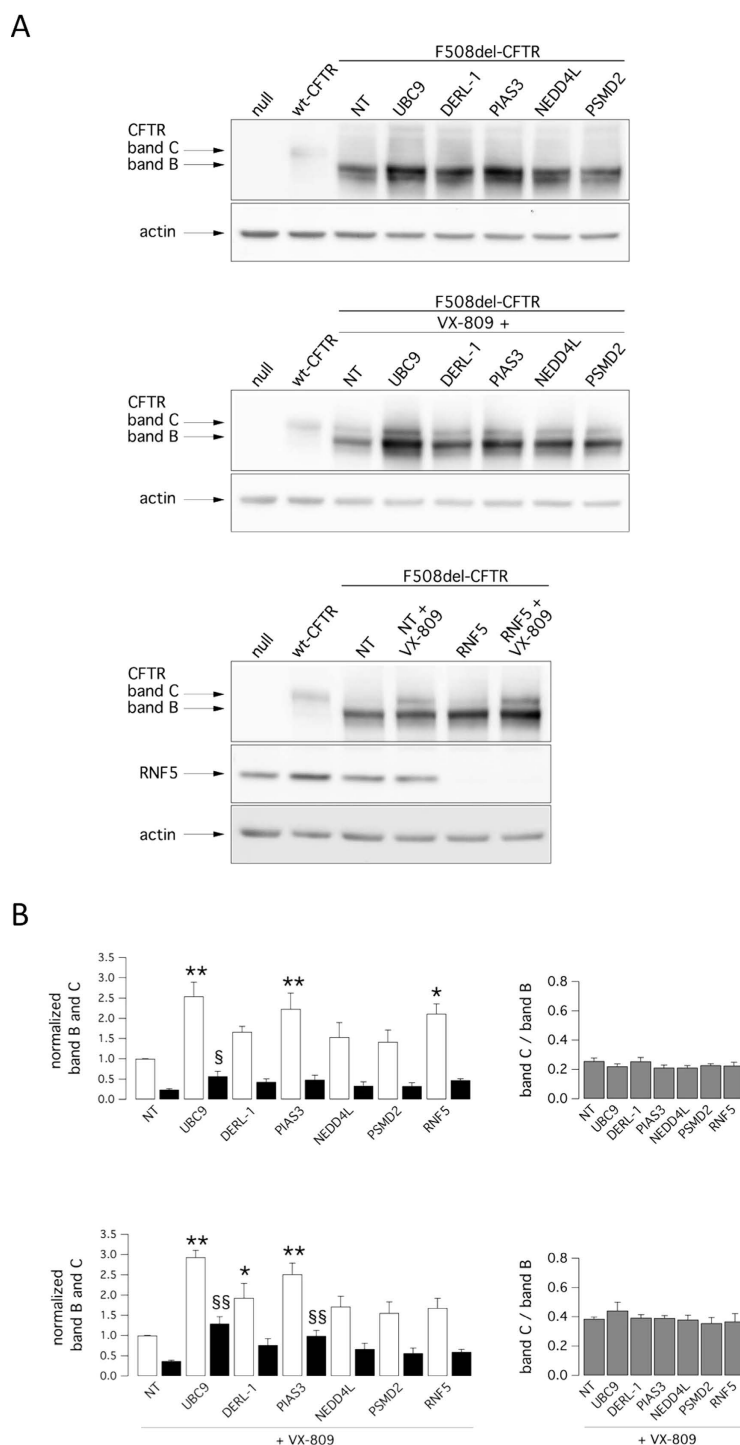 A
F508del-CFTR
null
wt-CFTR
NT
UBC9
DERL-1
PIAS3
NEDD4L
PSMD2
CFTR
band C
band B
actin
F508del-CFTR
VX-809 +
null
wt-CFTR
NT
UBC9
DERL-1
PIAS3
NEDD4L
PSMD2
CFTR
band C
band B
actin
F508del-CFTR
null
wt-CFTR
NT
NT +
VX-809
RNF5
RNF5 +
VX-809
CFTR
band C
band B
RNF5
actin
B
normalized
band B and C
3.5
3.0
2.5
2.0
1.5
1.0
0.5
0.0
** § ** *
NT
UBC9
DERL-1
PIAS3
NEDD4L
PSMD2
RNF5
band C / band B
0.8
0.6
0.4
0.2
0.0
NT
UBC9
DERL-1
PIAS3
NEDD4L
PSMD2
RNF5
normalized
band B and C
3.5
3.0
2.5
2.0
1.5
1.0
0.5
0.0
** §§ * ** §§
NT
UBC9
DERL-1
PIAS3
NEDD4L
PSMD2
RNF5
+ VX-809
band C / band B
0.8
0.6
0.4
0.2
0.0
NT
UBC9
DERL-1
PIAS3
NEDD4L
PSMD2
RNF5
+ VX-809